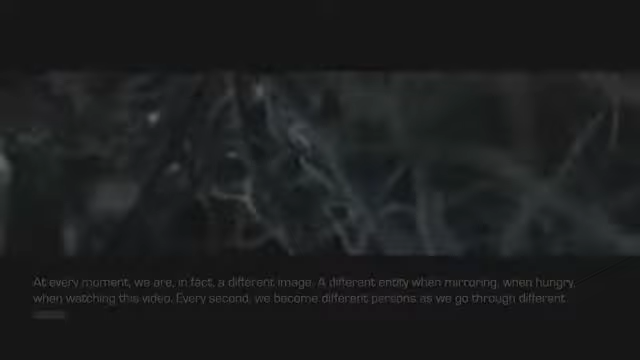 At every moment, we are, in fact, a different image. A different entity when mirroring, when hungry,
when watching this video. Every second, we become different persons as we go through different